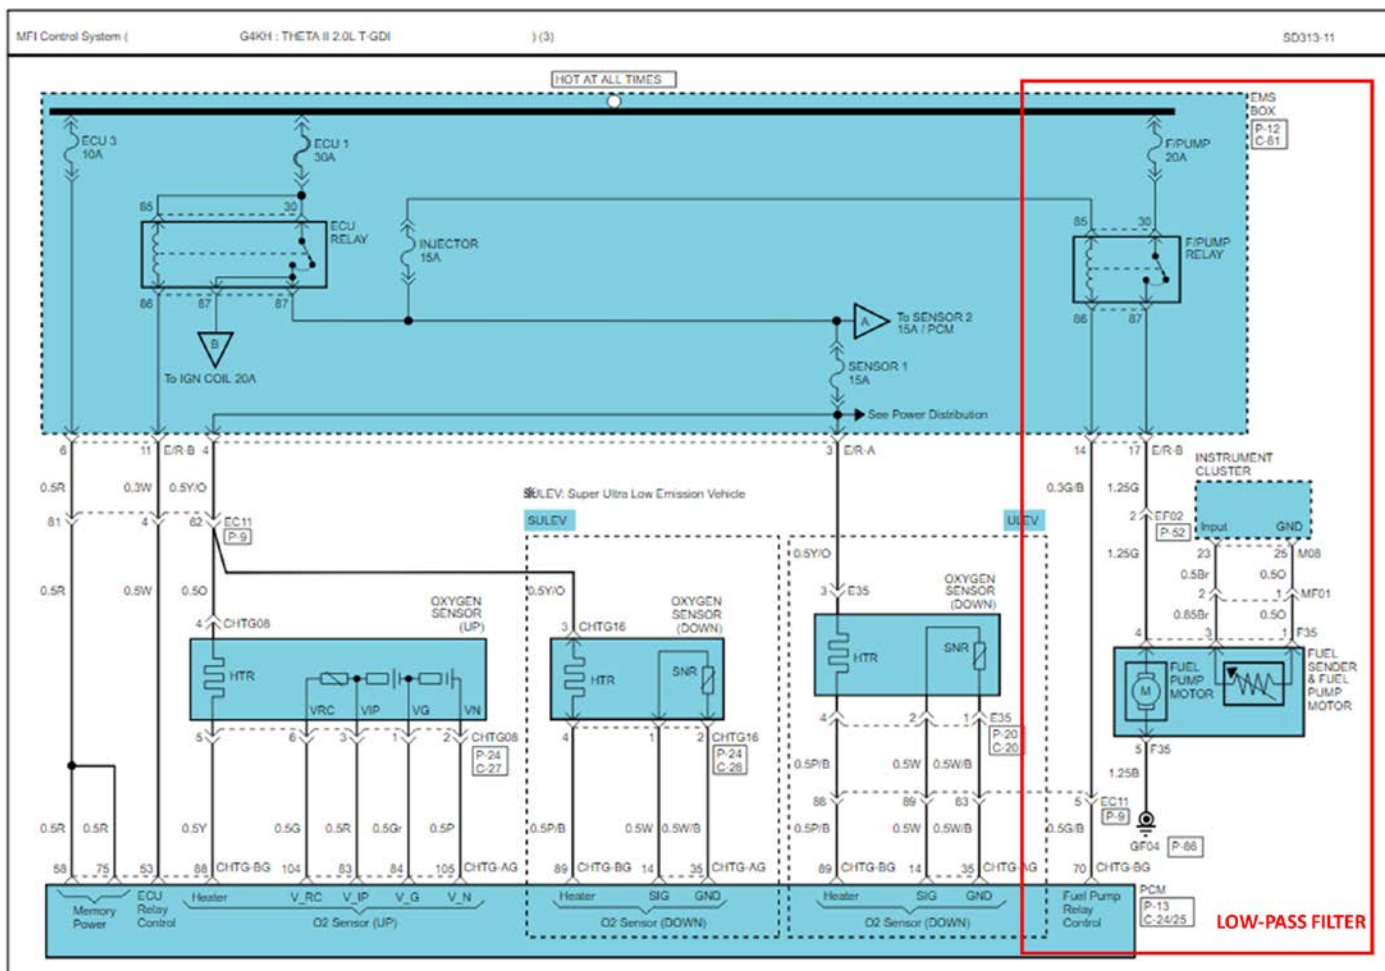 MFI Control System (
G4KH : THETA II 2.0L T-GDI
) (3)
SD313-11
HOT AT ALL TIMES
EMS
BOX
P-12
C-61
ECU 3
10A
ECU 1
30A
F/PUMP
20A
85
30
ECU
RELAY
INJECTOR
15A
85
30
F/PUMP
RELAY
86
87
87
86
87
B
To IGN COIL 20A
A
To SENSOR 2
15A / PCM
SENSOR 1
15A
See Power Distribution
6
11
E/R-B
4
3
E/R-A
14
17
E/R-B
INSTRUMENT
CLUSTER
Input
GND
0.5R
0.3W
0.5Y/O
SULEV: Super Ultra Low Emission Vehicle
0.3G/B
1.25G
81
4
62
EC11
P-9
SULEV
ULEV
2
EF02
P-52
23
25
M08
0.5R
0.5W
0.5O
0.5Y/O
0.5Y/O
1.25G
0.5Br
0.5O
2
1
MF01
0.85Br
0.5O
OXYGEN
SENSOR
(UP)
OXYGEN
SENSOR
(DOWN)
OXYGEN
SENSOR
(DOWN)
4
CHTG08
3
CHTG16
3
E35
4
3
1
F35
HTR
VRC
VIP
VG
VN
HTR
SNR
HTR
SNR
M
FUEL
PUMP
MOTOR
FUEL
SENDER
& FUEL
PUMP
MOTOR
5
6
3
1
2
CHTG08
P-24
C-27
4
1
2
CHTG16
P-24
C-28
4
2
1
E35
P-20
C-20
5
F35
1.25B
0.5P/B
0.5W
0.5W/B
88
89
83
5
EC11
P-9
0.5R
0.5R
0.5Y
0.5G
0.5R
0.5Gr
0.5P
0.5P/B
0.5W
0.5W/B
0.5P/B
0.5W
0.5W/B
0.5G/B
GF04
P-66
58
75
53
88
CHTG-BG
104
83
84
105
CHTG-AG
89
CHTG-BG
14
35
CHTG-AG
89
CHTG-BG
14
35
CHTG-AG
70
CHTG-BG
Memory
Power
ECU
Relay
Control
Heater
V_RC
V_IP
V_G
V_N
O2 Sensor (UP)
Heater
SIG
GND
O2 Sensor (DOWN)
Heater
SIG
GND
O2 Sensor (DOWN)
Fuel Pump
Relay
Control
PCM
P-13
C-24/25
LOW-PASS FILTER